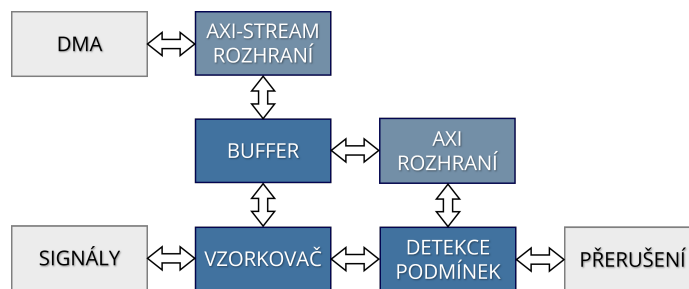 DMA
AXI-STREAM
ROZHRANÍ
BUFFER
AXI
ROZHRANÍ
SIGNÁLY
VZORKOVAČ
DETEKCE
PODMÍNEK
PŘERUŠENÍ